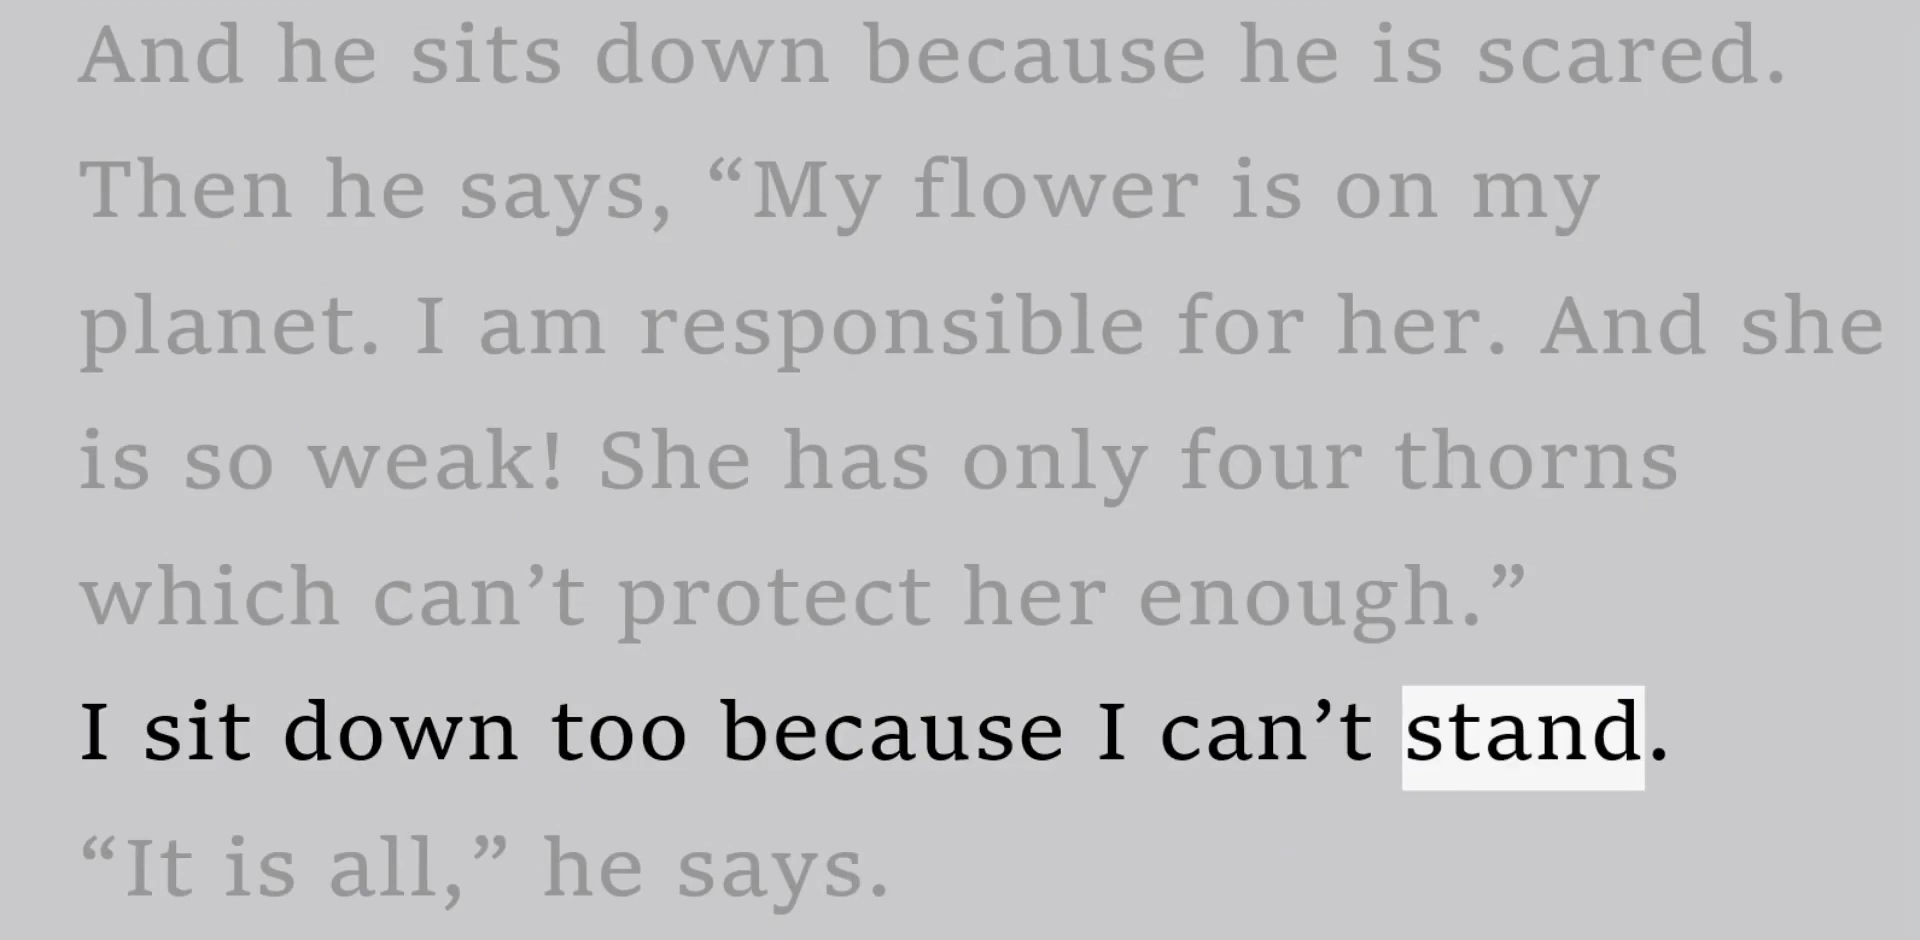 And he sits down because he is scared.
Then he says, “My flower is on my
planet. I am responsible for her. And she
is so weak! She has only four thorns
which can’t protect her enough.”
I sit down too because I can’t stand.
“It is all,” he says.